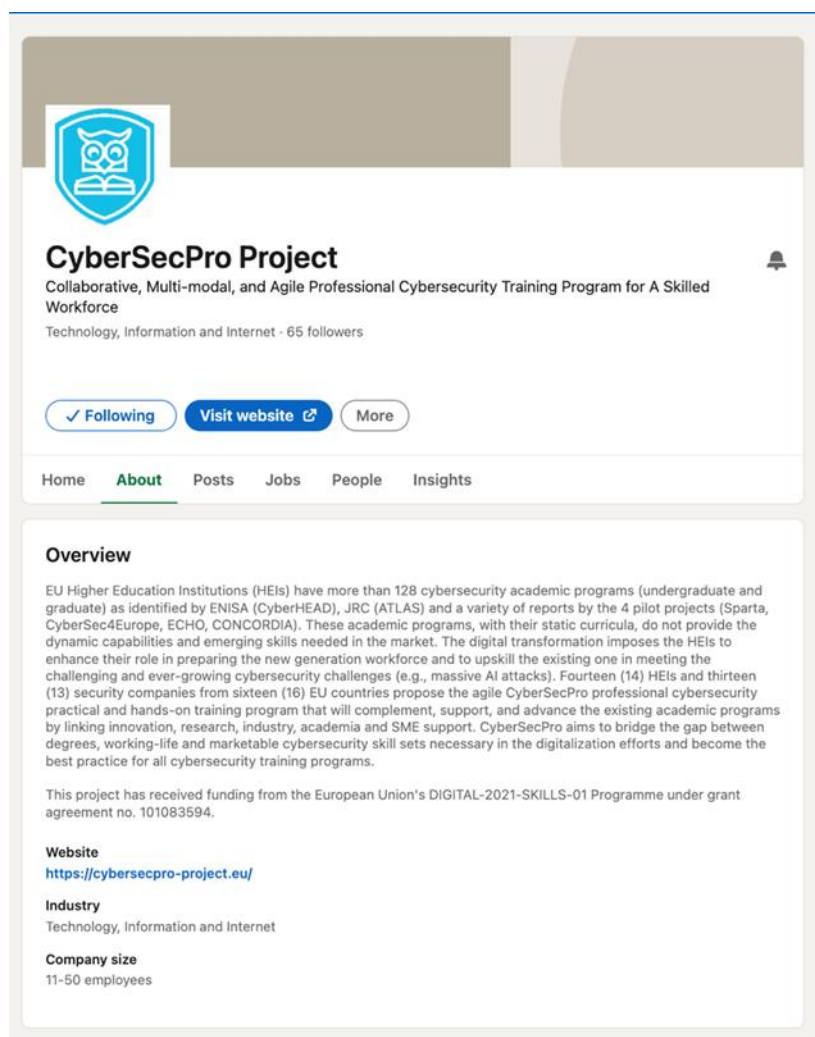 CyberSecPro Project
Collaborative, Multi-modal, and Agile Professional Cybersecurity Training Program for A Skilled
Workforce
Technology, Information and Internet · 65 followers
✓ Following Visit website More
Home About Posts Jobs People Insights
Overview
EU Higher Education Institutions (HEIs) have more than 128 cybersecurity academic programs (undergraduate and
graduate) as identified by ENISA (CyberHEAD), JRC (ATLAS) and a variety of reports by the 4 pilot projects (Sparta,
CyberSec4Europe, ECHO, CONCORDIA). These academic programs, with their static curricula, do not provide the
dynamic capabilities and emerging skills needed in the market. The digital transformation imposes the HEIs to
enhance their role in preparing the new generation workforce and to upskill the existing one in meeting the
challenging and ever-growing cybersecurity challenges (e.g., massive AI attacks). Fourteen (14) HEIs and thirteen
(13) security companies from sixteen (16) EU countries propose the agile CyberSecPro professional cybersecurity
practical and hands-on training program that will complement, support, and advance the existing academic programs
by linking innovation, research, industry, academia and SME support. CyberSecPro aims to bridge the gap between
degrees, working-life and marketable cybersecurity skill sets necessary in the digitalization efforts and become the
best practice for all cybersecurity training programs.
This project has received funding from the European Union's DIGITAL-2021-SKILLS-01 Programme under grant
agreement no. 101083594.
Website
https://cybersecpro-project.eu/
Industry
Technology, Information and Internet
Company size
11-50 employees